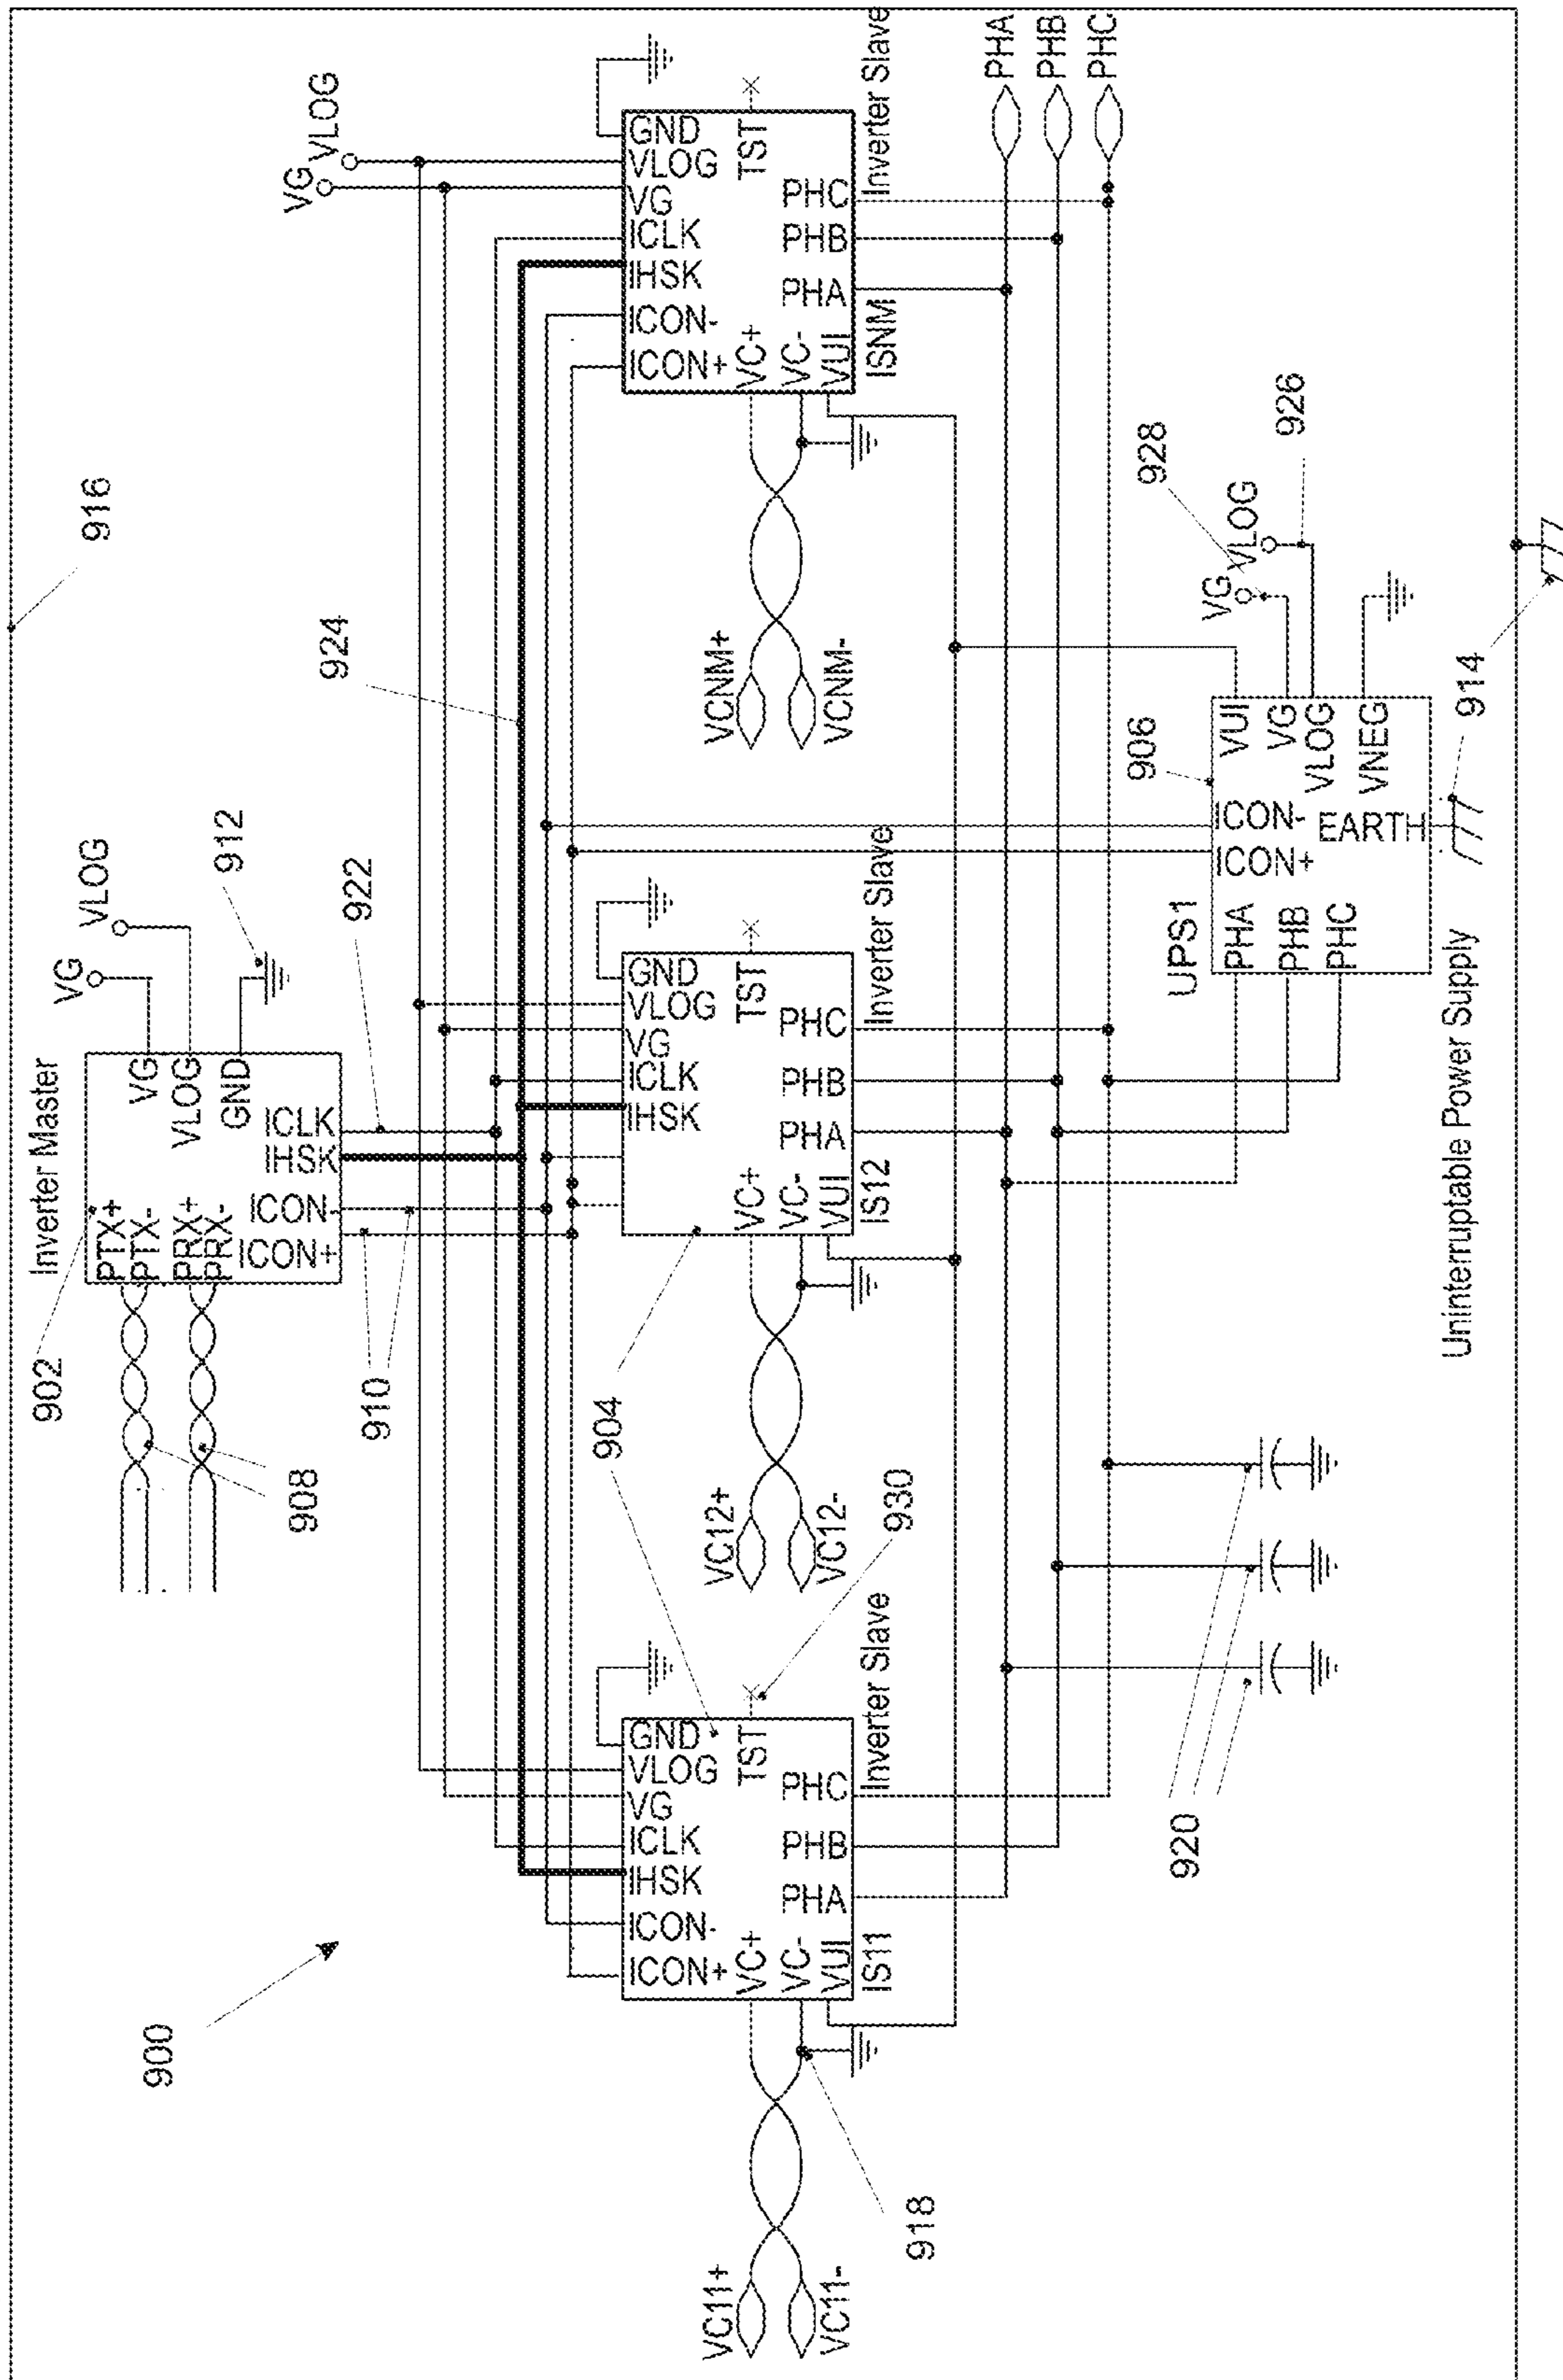 900
916
902
Inverter Master
PTX+
PTX-
PRX+
PRX-
VG
VLOG
GND
ICLK
IHSK
ICON-
ICON+
VG
VLOG
912
908
910
922
924
VG
VLOG
904
GND
VLOG
VG
ICLK
IHSK
ICON-
ICON+
TST
VC+
VC-
VUI
PHA
PHB
PHC
IS11
Inverter Slave
930
VC11+
VC11-
918
GND
VLOG
VG
ICLK
IHSK
TST
VC+
VC-
VUI
PHA
PHB
PHC
IS12
Inverter Slave
VC12+
VC12-
GND
VLOG
VG
ICLK
IHSK
ICON-
ICON+
TST
VC+
VC-
VUI
PHA
PHB
PHC
ISNM
Inverter Slave
VCNM+
VCNM-
PHA
PHB
PHC
920
UPS1
906
PHA
PHB
PHC
ICON-
ICON+
VUI
VG
VLOG
VNEG
EARTH
VG
VLOG
928
926
914
Uninterruptable Power Supply